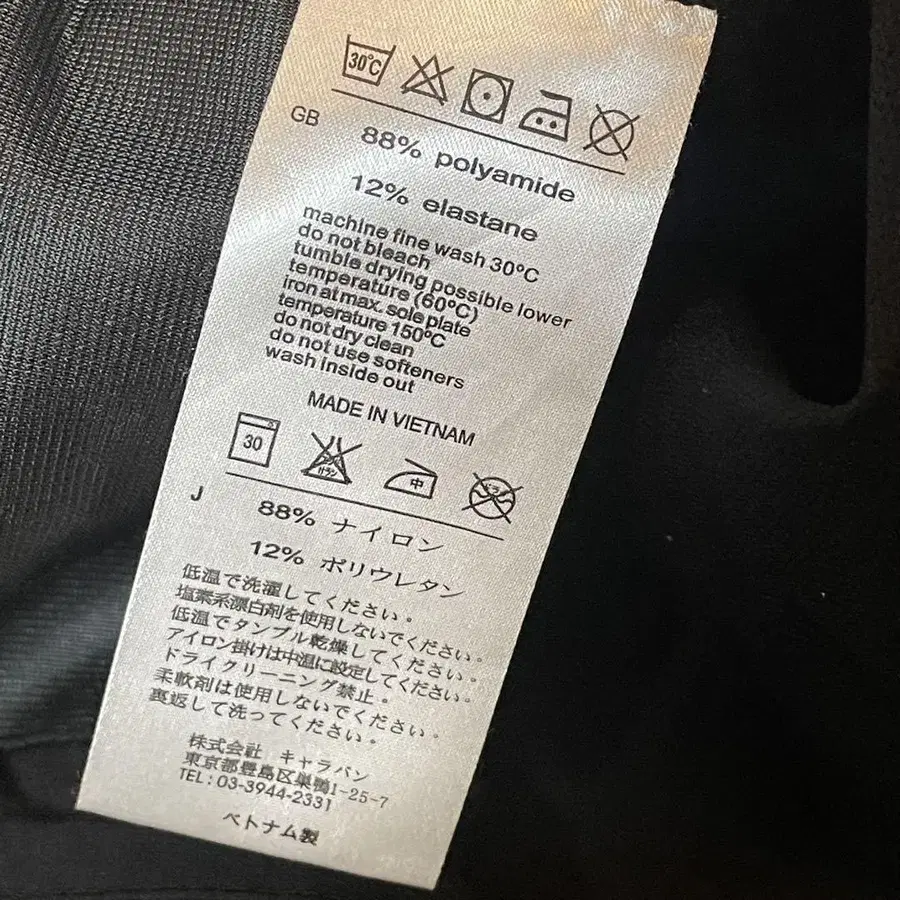 30°C
GB
88% polyamide
12% elastane
machine fine wash 30°C
do not bleach
tumble drying possible lower
temperature (60°C)
iron at max. sole plate
temperature 150°C
do not dry clean
do not use softeners
wash inside out
MADE IN VIETNAM
30
中
J
88% ナイロン
12% ポリウレタン
低温で洗濯してください。
塩素系漂白剤を使用しないでください。
低温でタンブル乾燥してください。
アイロン掛けは中温に設定してください。
ドライクリーニング禁止。
柔軟剤は使用しないでください。
裏返して洗ってください。
株式会社 キャラバン
東京都豊島区巣鴨1-25-7
TEL: 03-3944-2331
ベトナム製